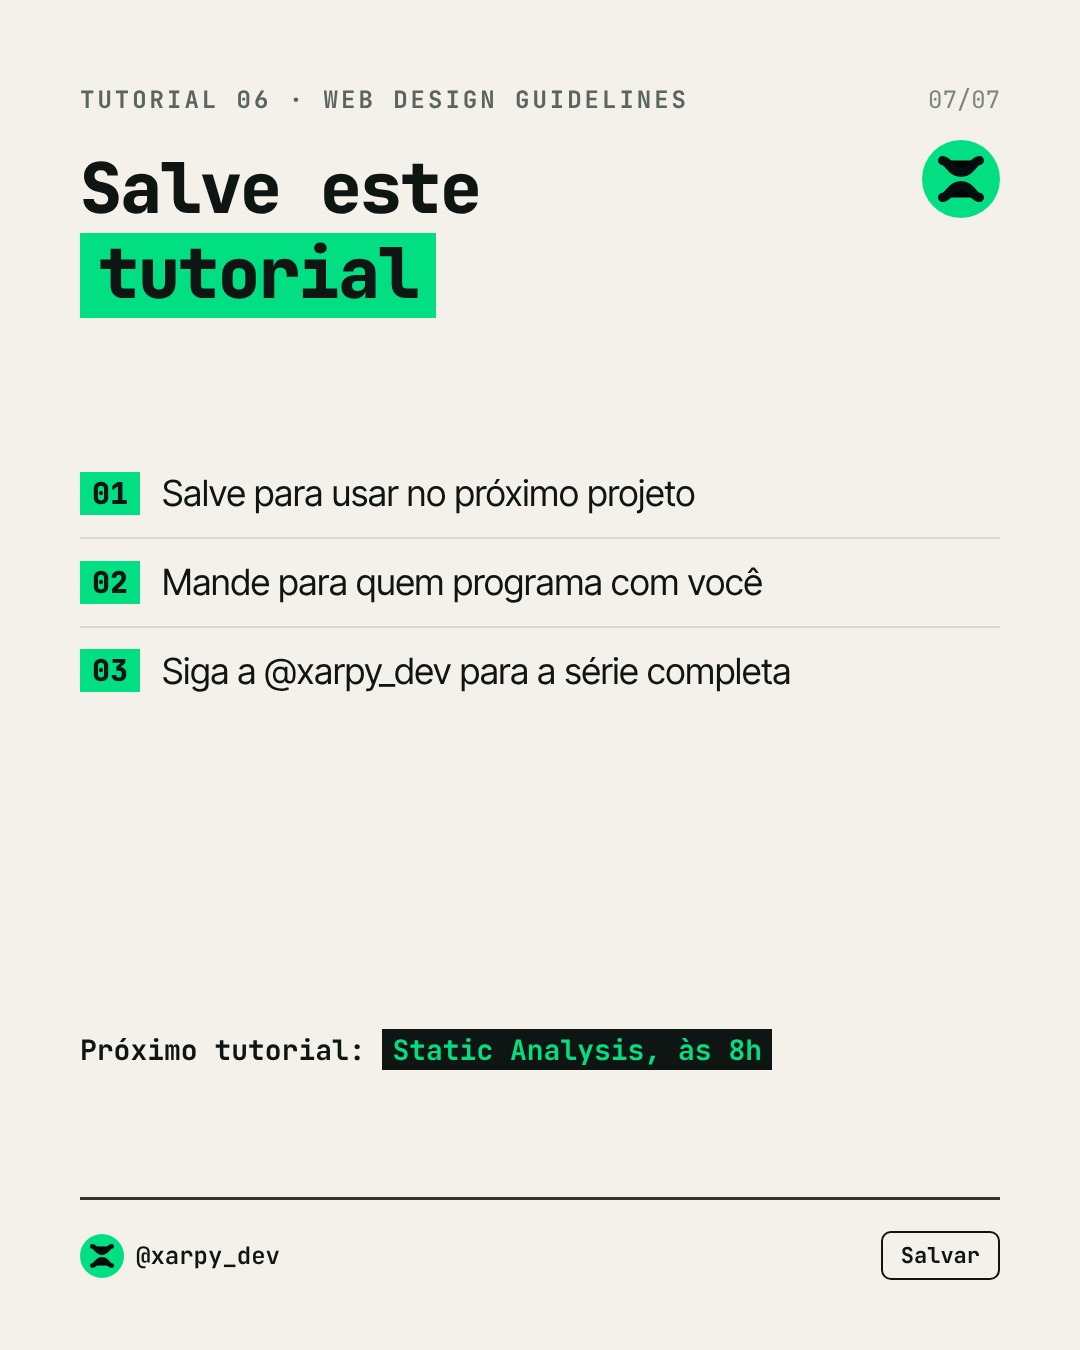 TUTORIAL 06 · WEB DESIGN GUIDELINES
07/07
Salve este
tutorial
01 Salve para usar no próximo projeto
02 Mande para quem programa com você
03 Siga a @xarpy_dev para a série completa
Próximo tutorial: Static Analysis, às 8h
@xarpy_dev
Salvar